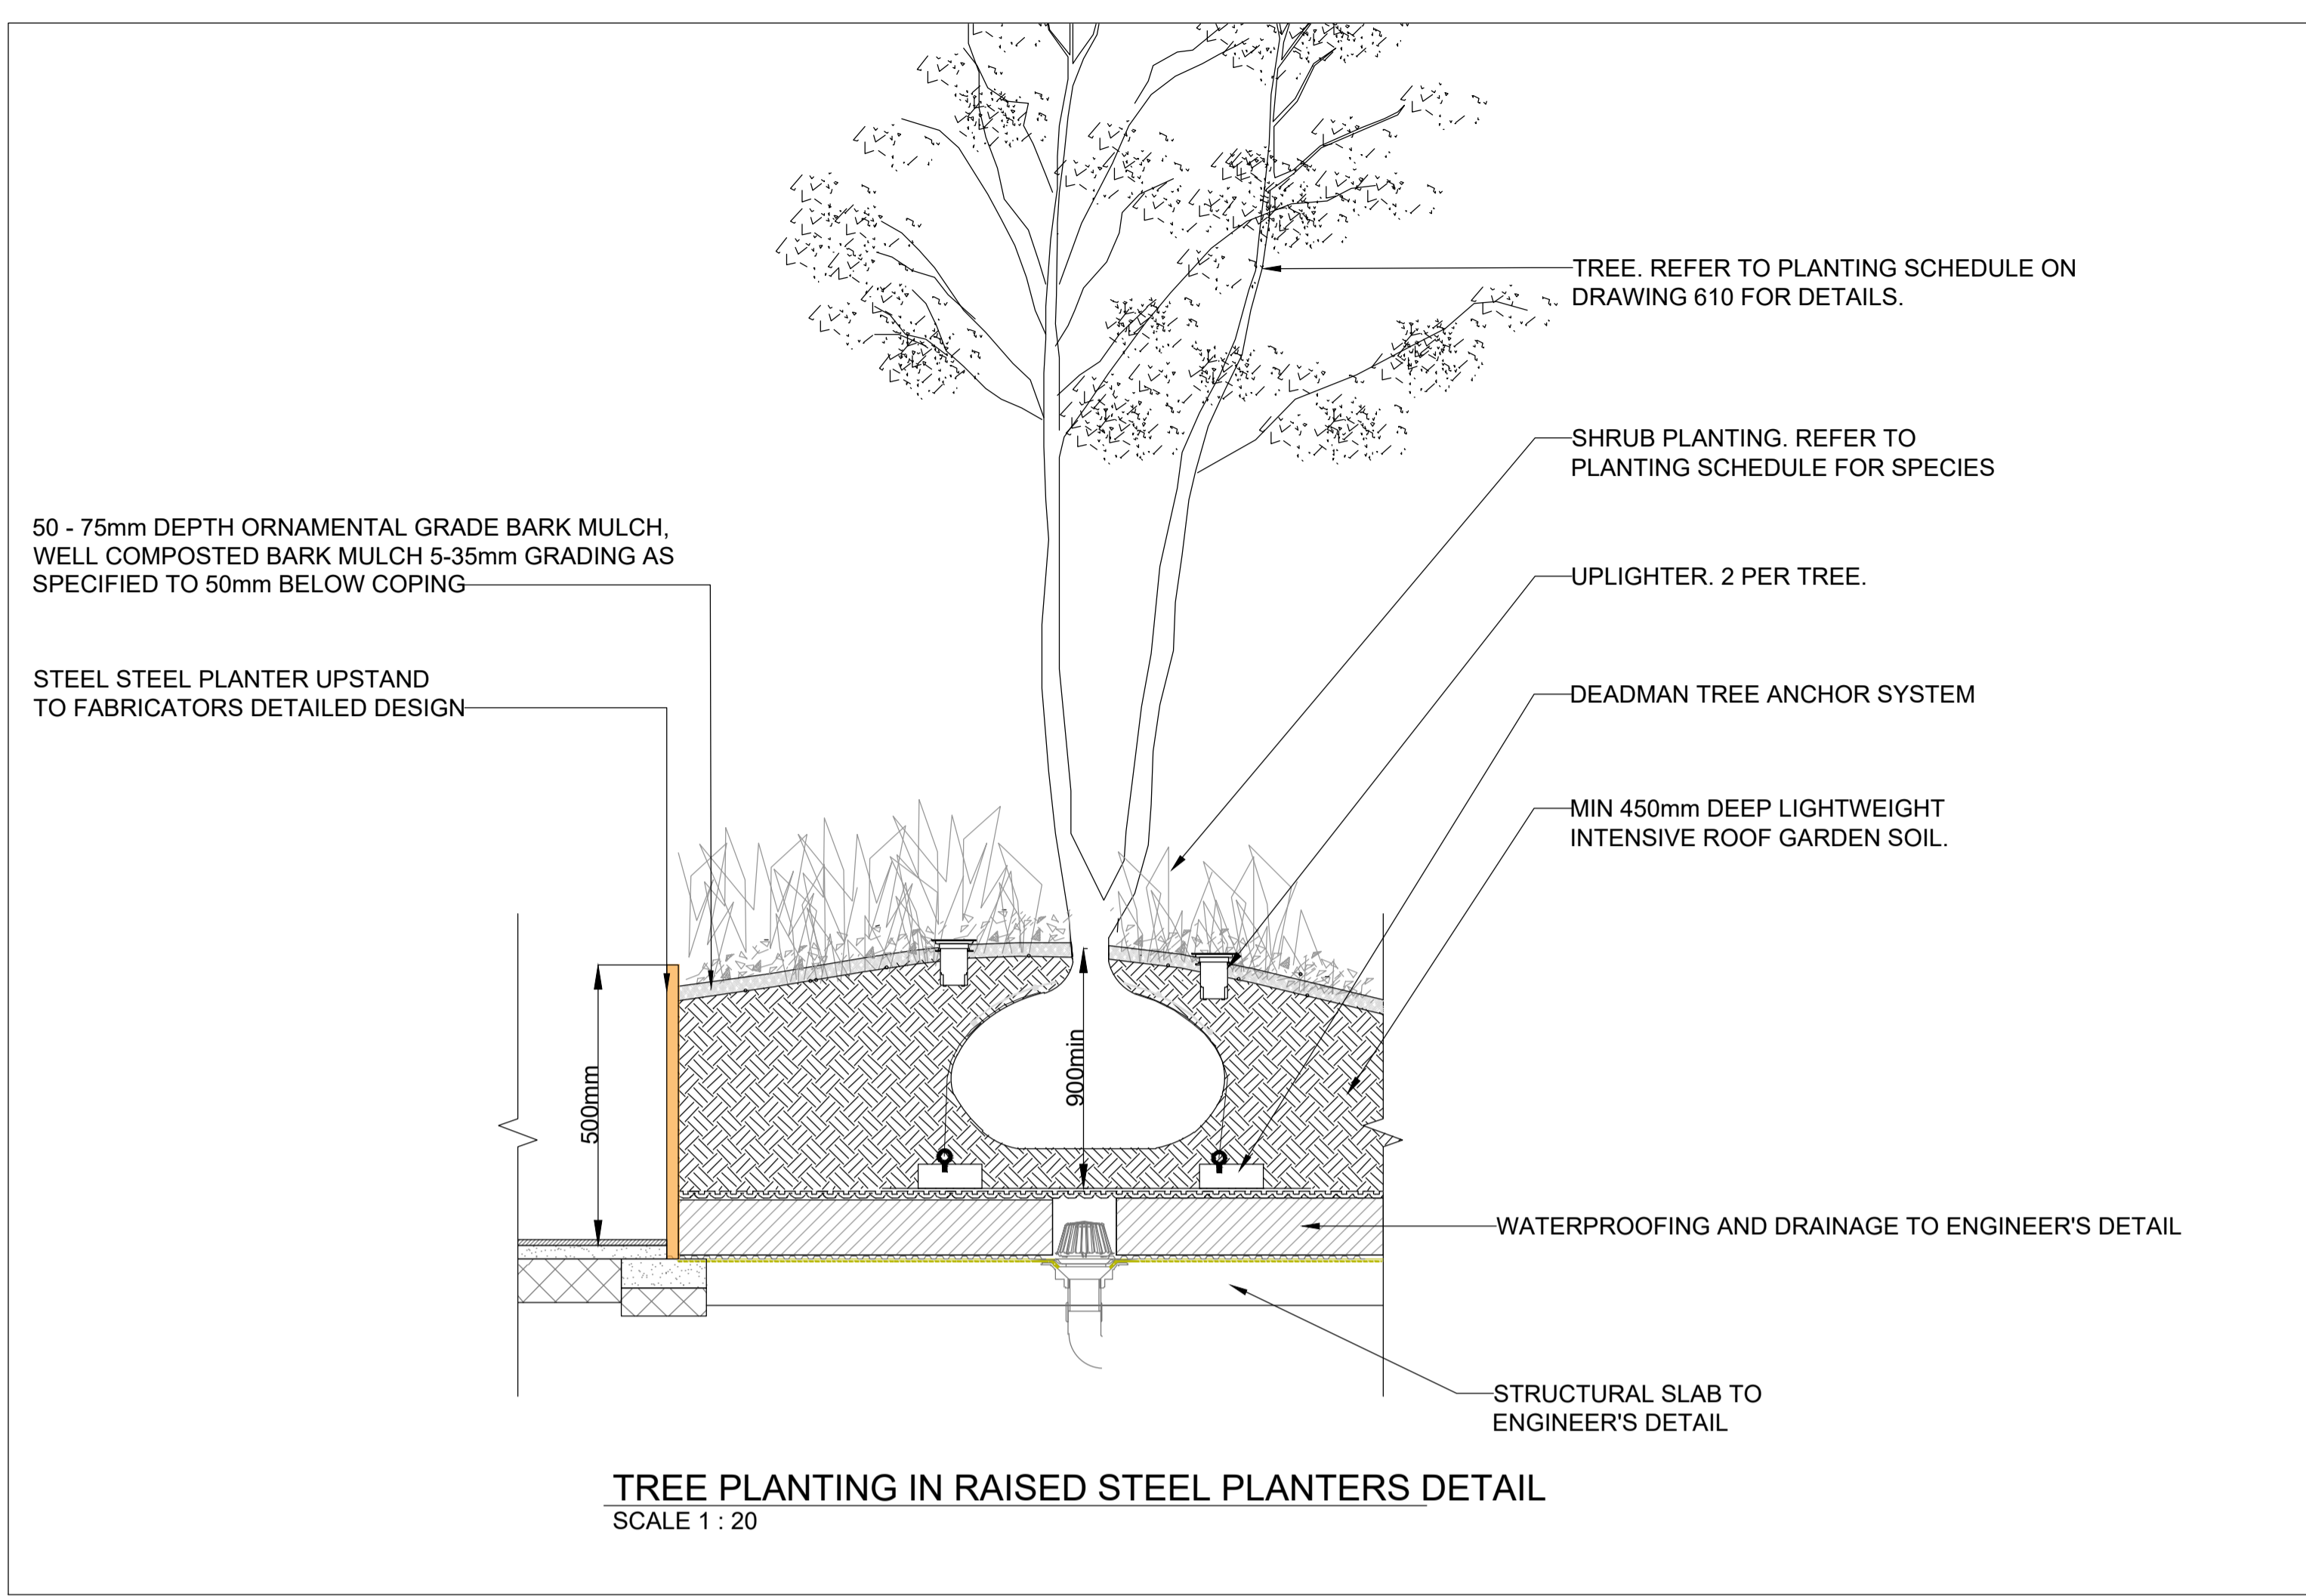 TREE. REFER TO PLANTING SCHEDULE ON
DRAWING 610 FOR DETAILS.
SHRUB PLANTING. REFER TO
PLANTING SCHEDULE FOR SPECIES
50 - 75mm DEPTH ORNAMENTAL GRADE BARK MULCH,
WELL COMPOSTED BARK MULCH 5-35mm GRADING AS
SPECIFIED TO 50mm BELOW COPING
UPLIGHTER. 2 PER TREE.
STEEL STEEL PLANTER UPSTAND
TO FABRICATORS DETAILED DESIGN
DEADMAN TREE ANCHOR SYSTEM
MIN 450mm DEEP LIGHTWEIGHT
INTENSIVE ROOF GARDEN SOIL.
500mm
900min
WATERPROOFING AND DRAINAGE TO ENGINEER'S DETAIL
STRUCTURAL SLAB TO
ENGINEER'S DETAIL
TREE PLANTING IN RAISED STEEL PLANTERS DETAIL
SCALE 1 : 20